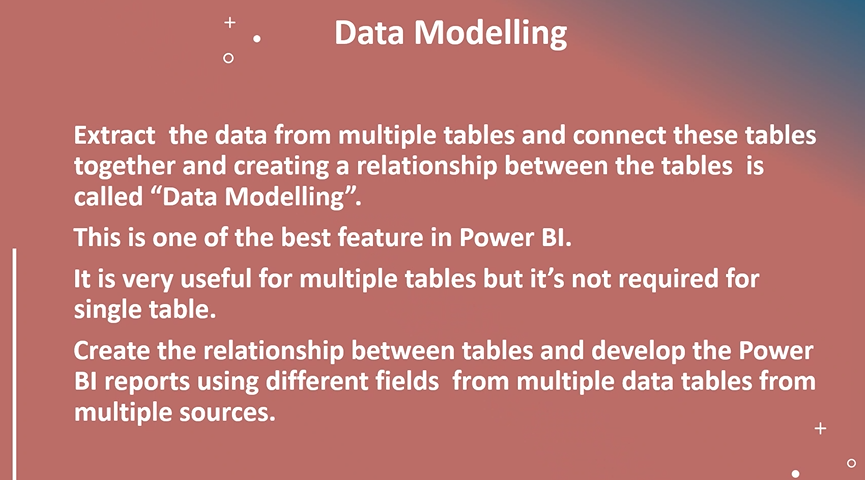 Data Modelling
Extract  the data from multiple tables and connect these tables
together and creating a relationship between the tables  is
called “Data Modelling”.
This is one of the best feature in Power BI.
It is very useful for multiple tables but it’s not required for
single table.
Create the relationship between tables and develop the Power
BI reports using different fields  from multiple data tables from
multiple sources.